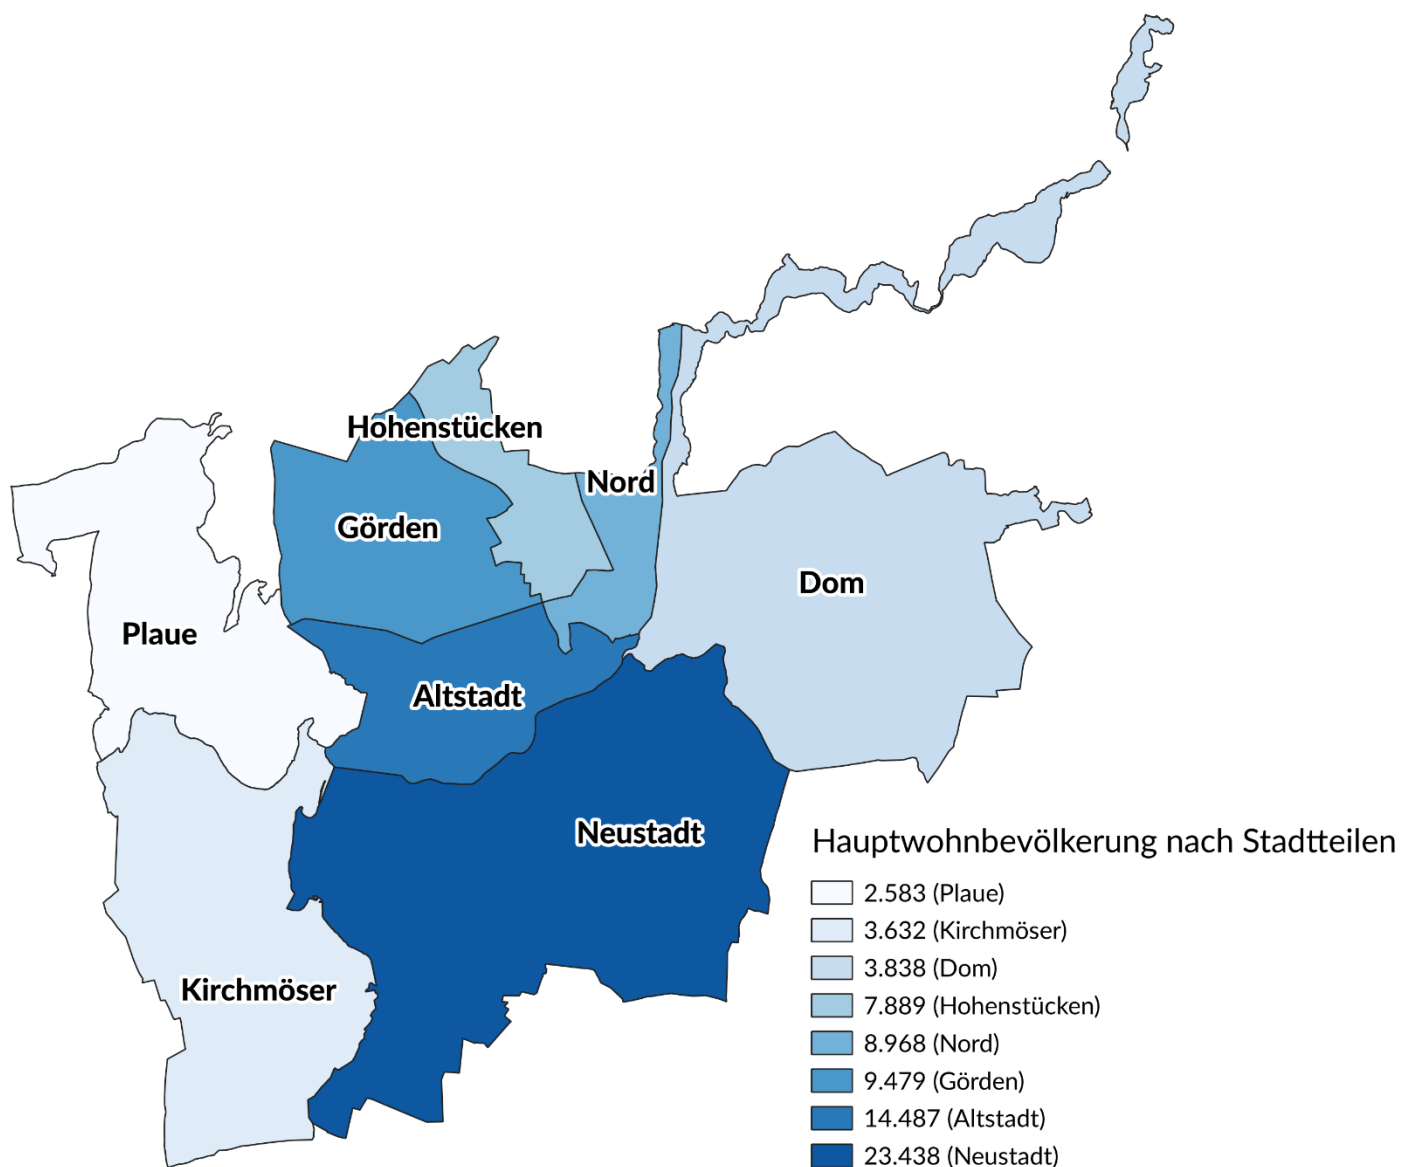 Hohenstücken
Nord
Görden
Dom
Plaue
Altstadt
Neustadt
Kirchmöser
Hauptwohnbevölkerung nach Stadtteilen
2.583 (Plaue)
3.632 (Kirchmöser)
3.838 (Dom)
7.889 (Hohenstücken)
8.968 (Nord)
9.479 (Görden)
14.487 (Altstadt)
23.438 (Neustadt)